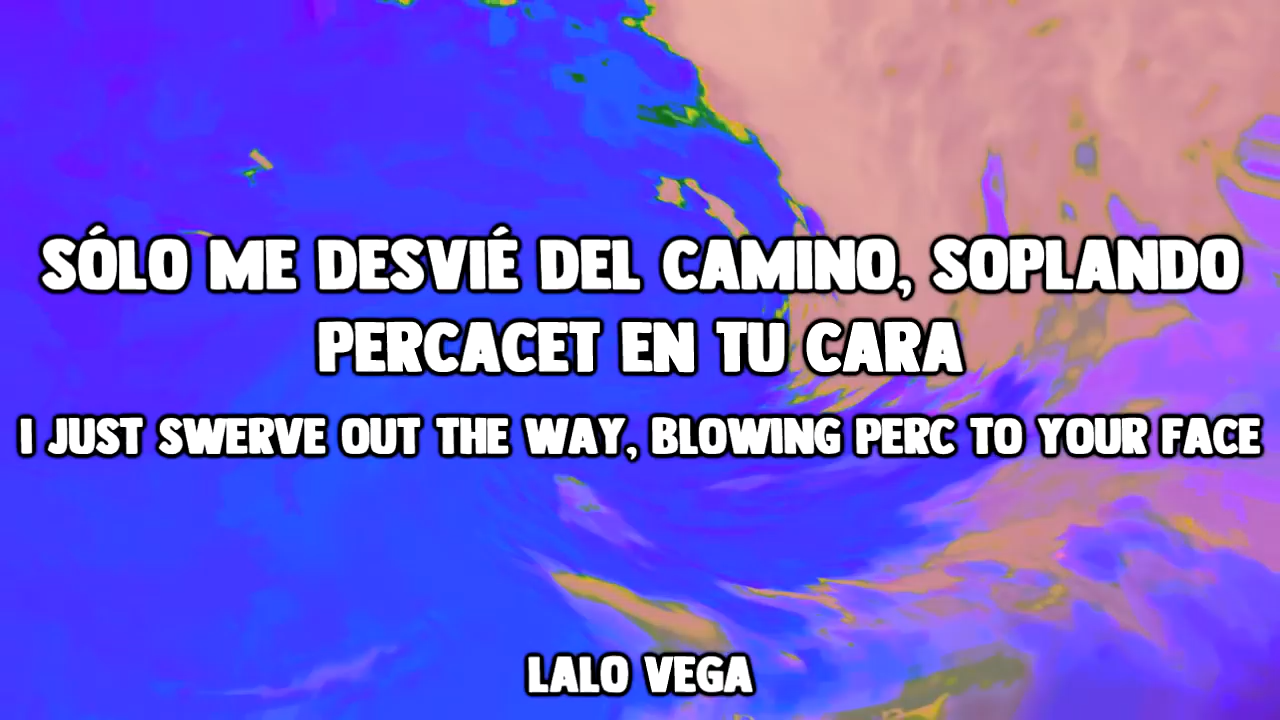 SÓLO ME DESVIÉ DEL CAMINO, SOPLANDO
PERCACET EN TU CARA
I JUST SWERVE OUT THE WAY, BLOWING PERC TO YOUR FACE
LALO VEGA